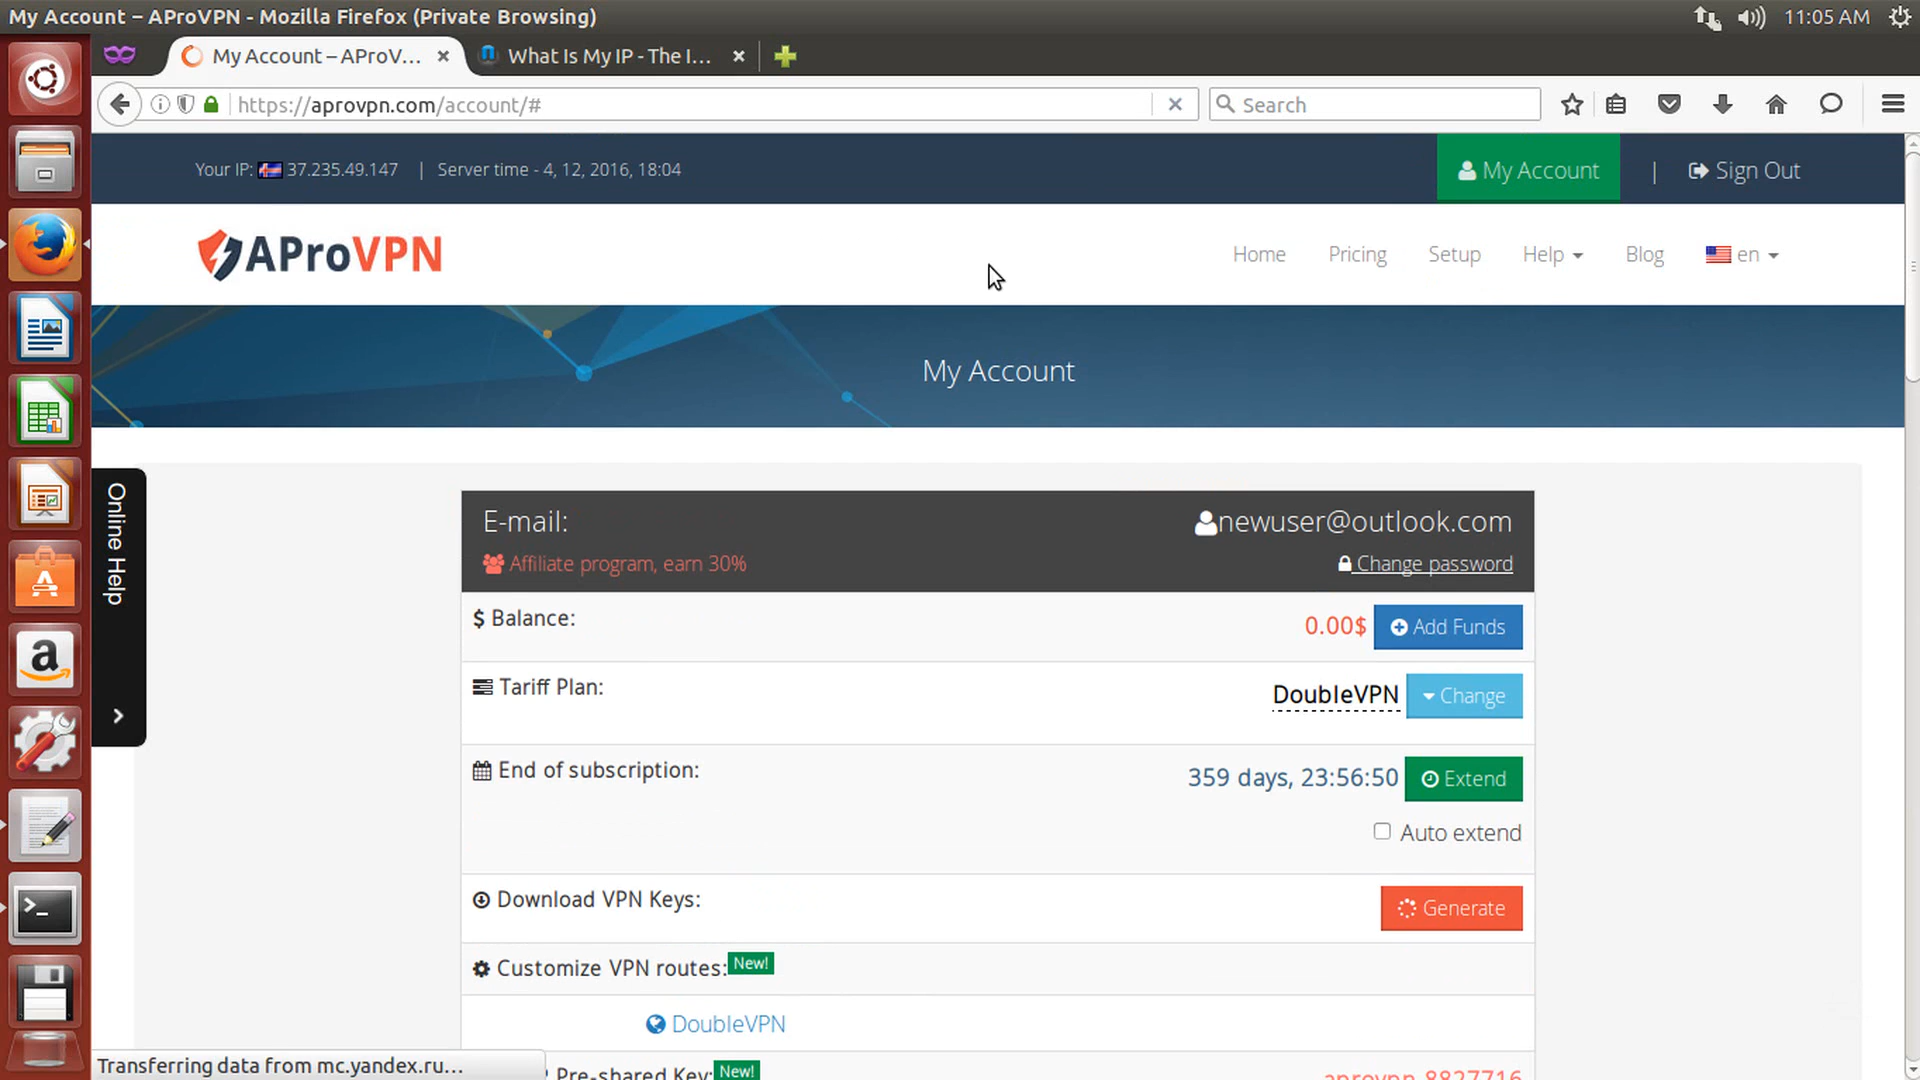 My Account – AProVPN - Mozilla Firefox (Private Browsing)
11:05 AM
My Account – AProV...
What Is My IP - The I...
https://aprovpn.com/account/#
Search
Your IP: 37.235.49.147 | Server time - 4, 12, 2016, 18:04
My Account | Sign Out
AProVPN
Home Pricing Setup Help Blog en
My Account
Online Help
E-mail: newuser@outlook.com
Affiliate program, earn 30% Change password
$ Balance: 0.00$ Add Funds
Tariff Plan: DoubleVPN Change
End of subscription: 359 days, 23:56:50 Extend
Auto extend
Download VPN Keys: Generate
Customize VPN routes: New!
DoubleVPN
Transferring data from mc.yandex.ru...
Pre-shared Key: New! aprovpn-8827716